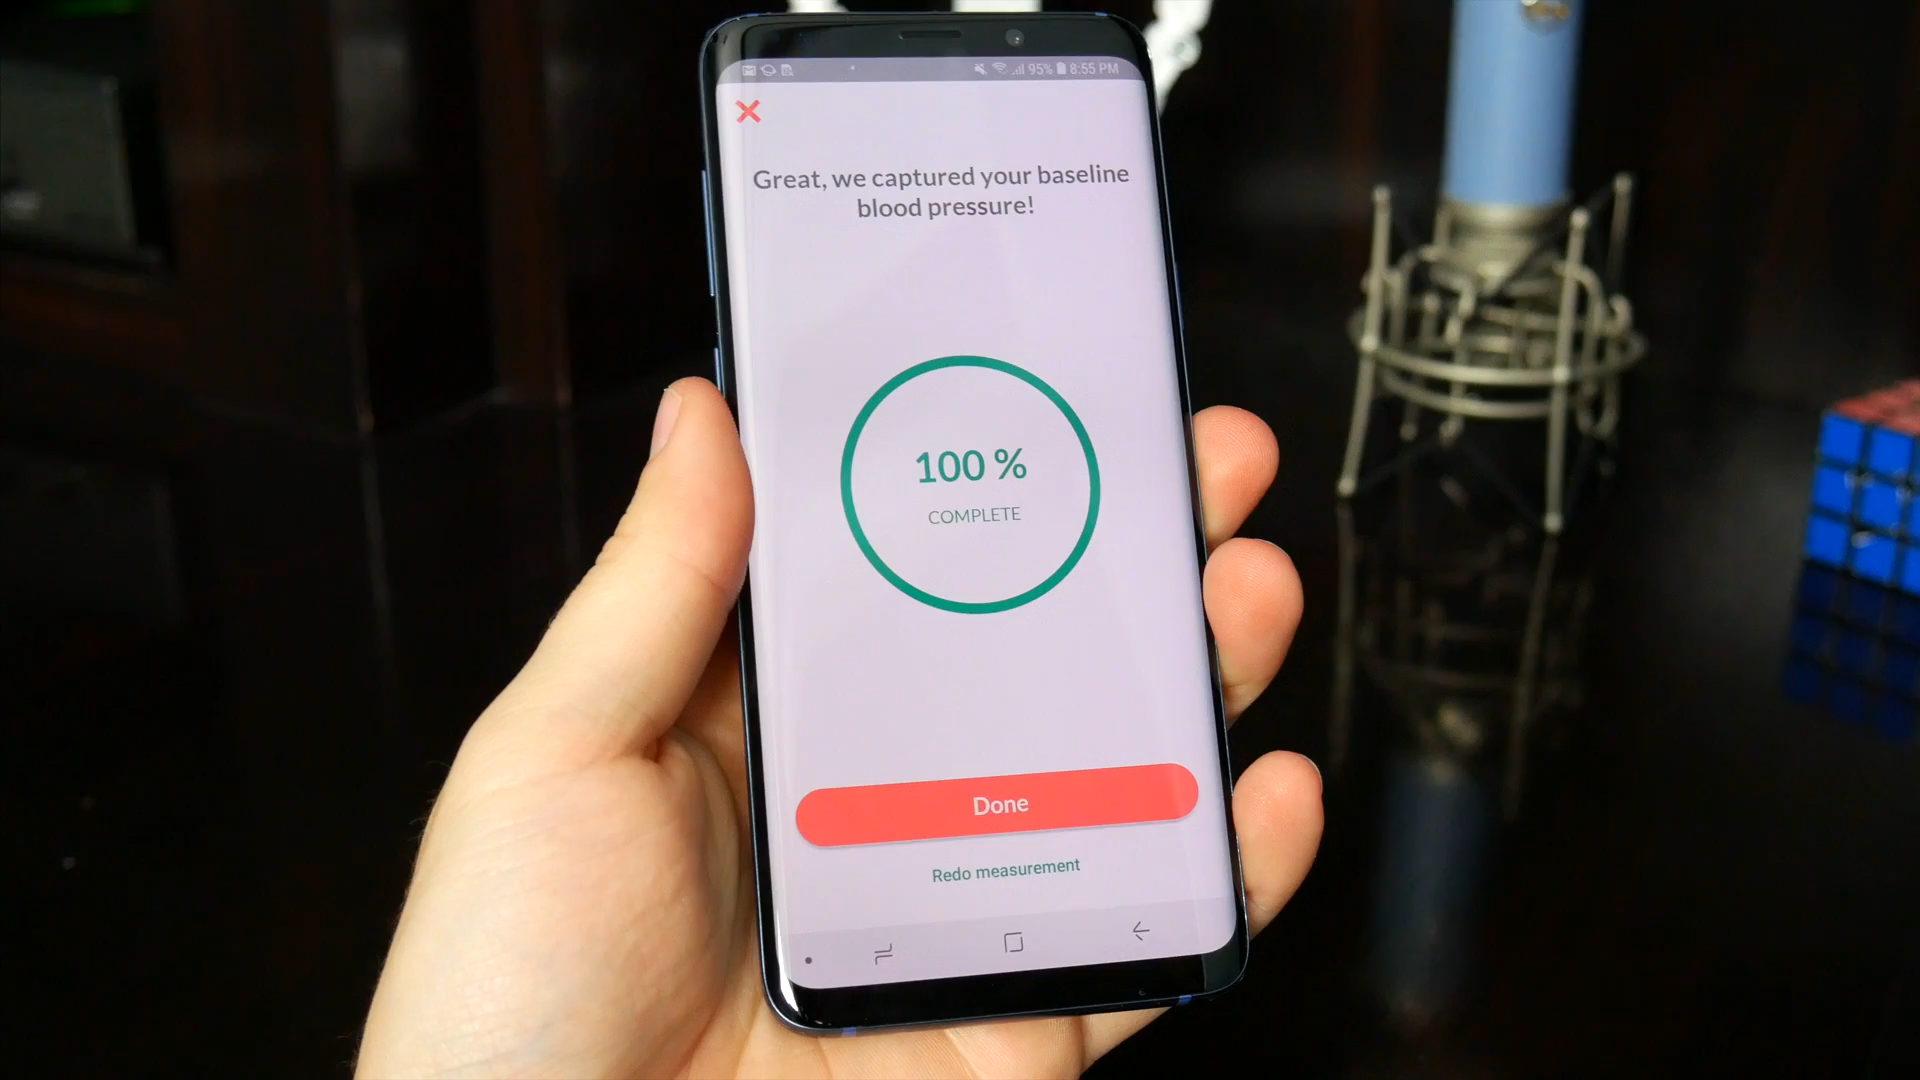 95% 8:55 PM
Great, we captured your baseline
blood pressure!
100 %
COMPLETE
Done
Redo measurement